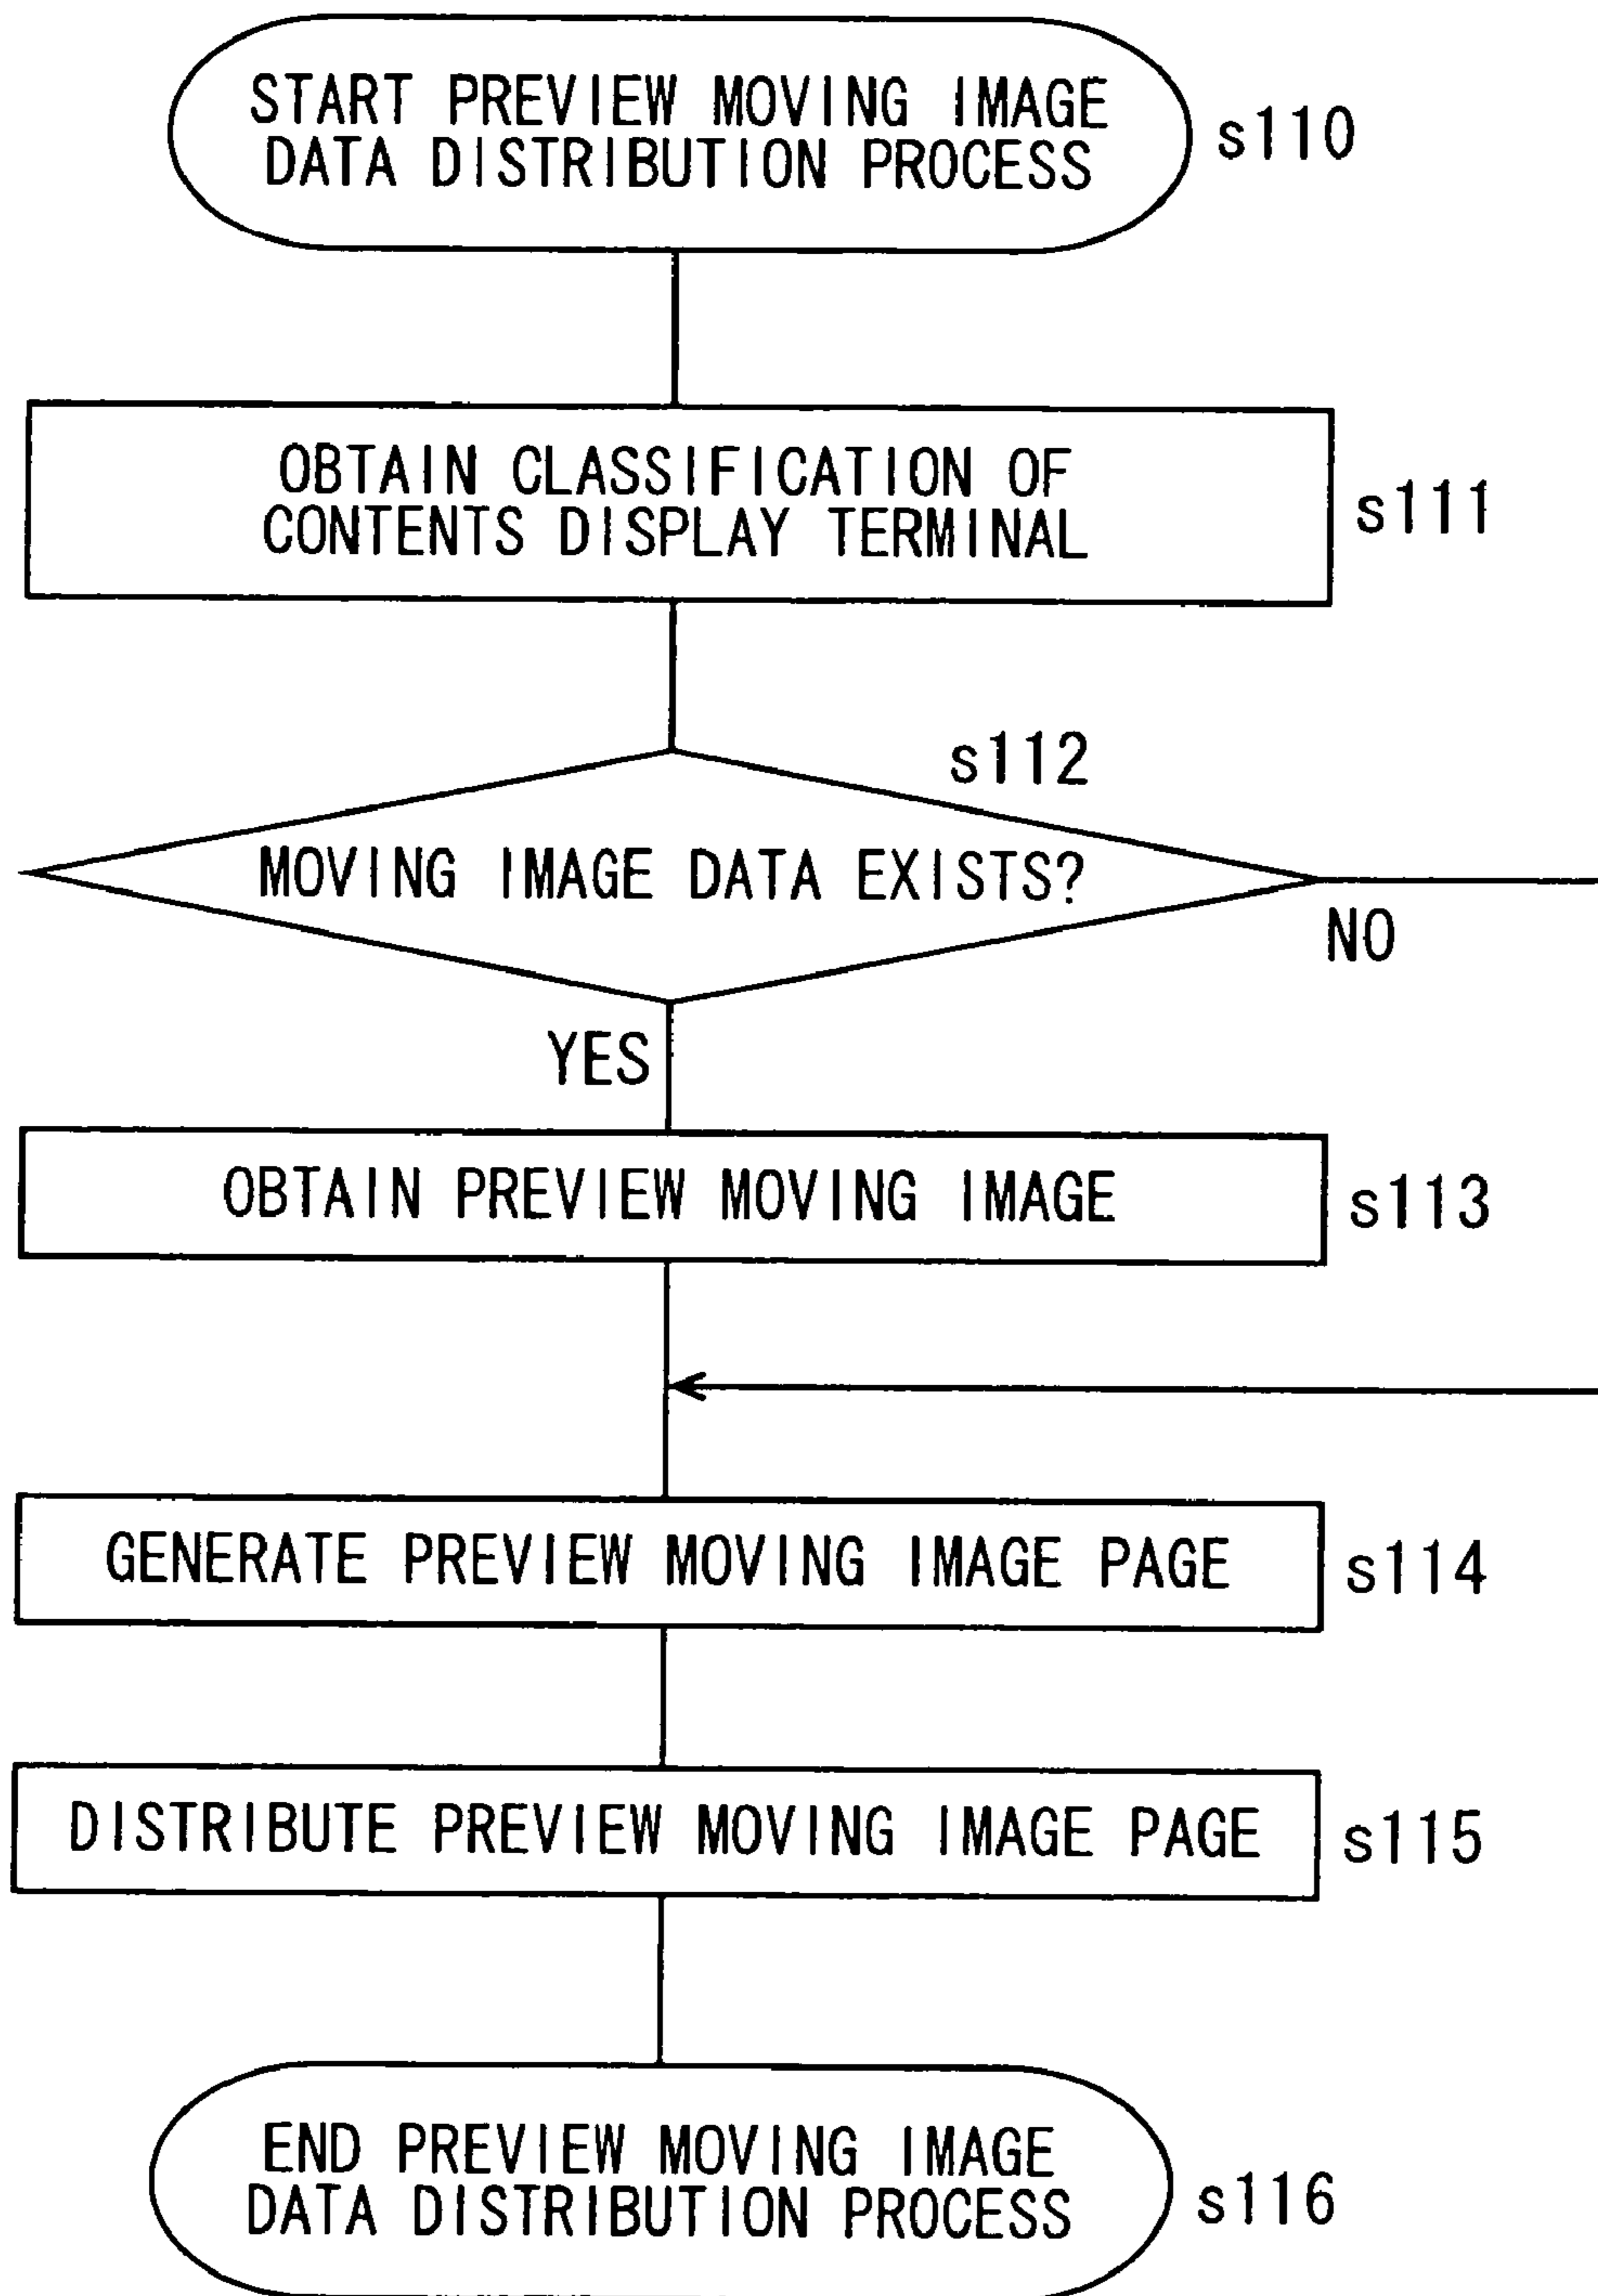 START PREVIEW MOVING IMAGE
DATA DISTRIBUTION PROCESS
s110
OBTAIN CLASSIFICATION OF
CONTENTS DISPLAY TERMINAL
s111
s112
MOVING IMAGE DATA EXISTS?
NO
YES
OBTAIN PREVIEW MOVING IMAGE
s113
GENERATE PREVIEW MOVING IMAGE PAGE
s114
DISTRIBUTE PREVIEW MOVING IMAGE PAGE
s115
END PREVIEW MOVING IMAGE
DATA DISTRIBUTION PROCESS
s116